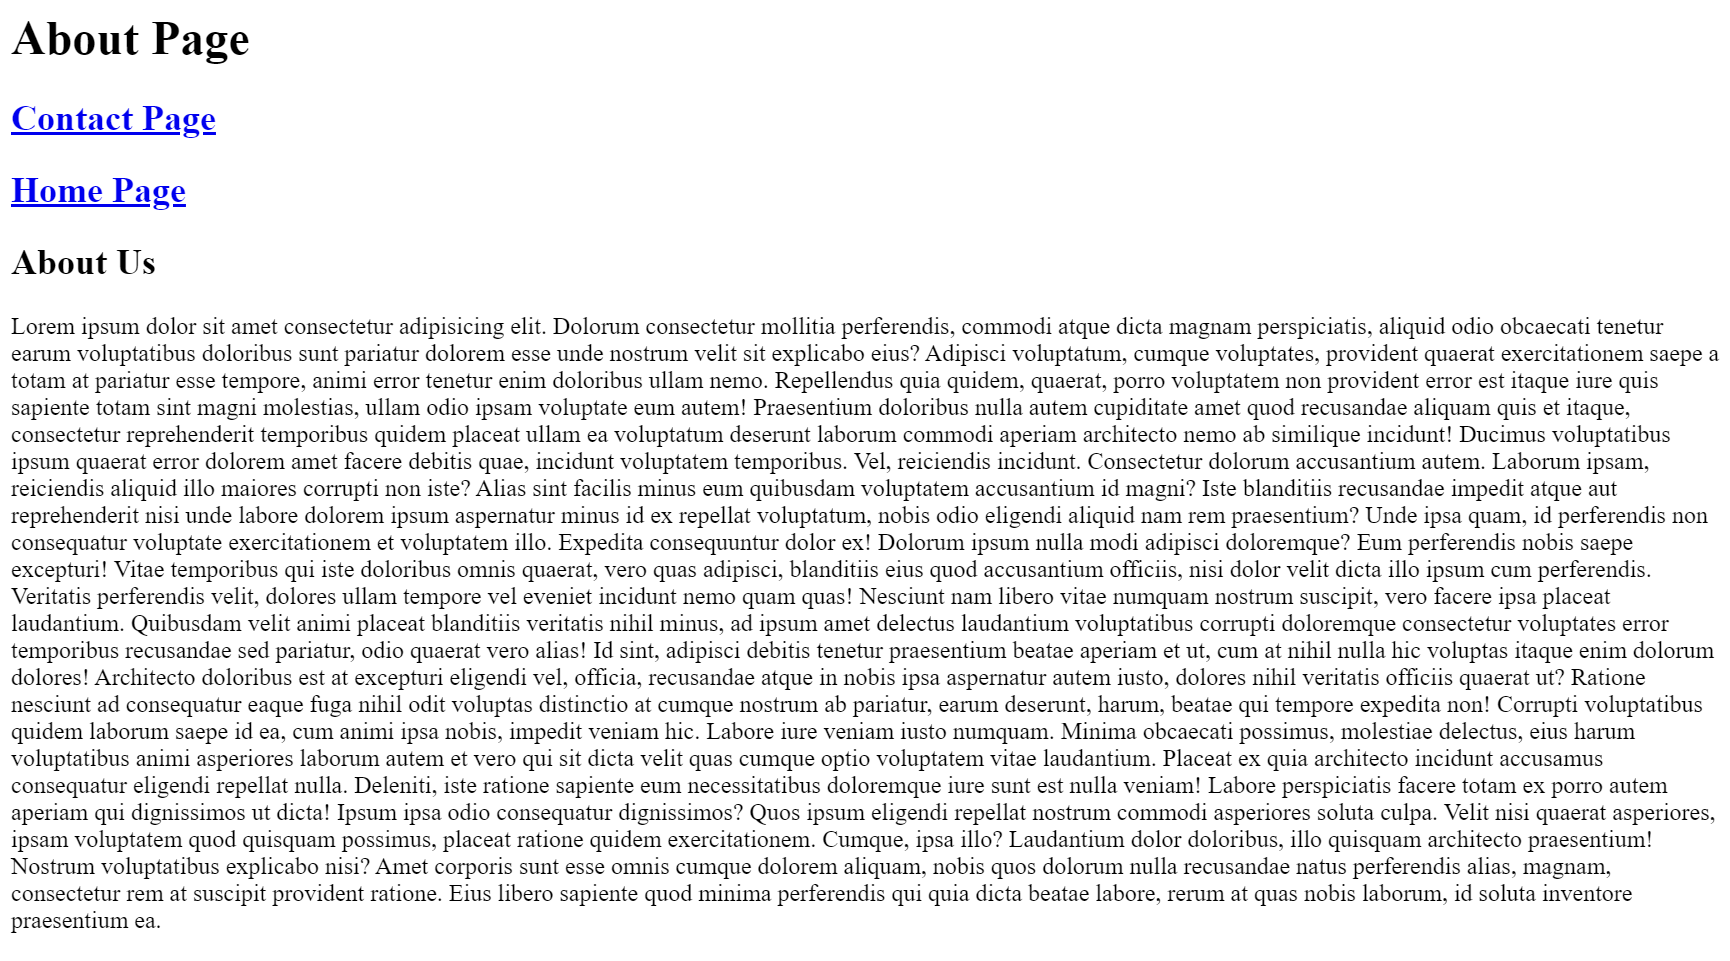 About Page
Contact Page
Home Page
About Us
Lorem ipsum dolor sit amet consectetur adipisicing elit. Dolorum consectetur mollitia perferendis, commodi atque dicta magnam perspiciatis, aliquid odio obcaecati tenetur
earum voluptatibus doloribus sunt pariatur dolorem esse unde nostrum velit sit explicabo eius? Adipisci voluptatum, cumque voluptates, provident quaerat exercitationem saepe a
totam at pariatur esse tempore, animi error tenetur enim doloribus ullam nemo. Repellendus quia quidem, quaerat, porro voluptatem non provident error est itaque iure quis
sapiente totam sint magni molestias, ullam odio ipsam voluptate eum autem! Praesentium doloribus nulla autem cupiditate amet quod recusandae aliquam quis et itaque,
consectetur reprehenderit temporibus quidem placeat ullam ea voluptatum deserunt laborum commodi aperiam architecto nemo ab similique incidunt! Ducimus voluptatibus
ipsum quaerat error dolorem amet facere debitis quae, incidunt voluptatem temporibus. Vel, reiciendis incidunt. Consectetur dolorum accusantium autem. Laborum ipsam,
reiciendis aliquid illo maiores corrupti non iste? Alias sint facilis minus eum quibusdam voluptatem accusantium id magni? Iste blanditiis recusandae impedit atque aut
reprehenderit nisi unde labore dolorem ipsum aspernatur minus id ex repellat voluptatum, nobis odio eligendi aliquid nam rem praesentium? Unde ipsa quam, id perferendis non
consequatur voluptate exercitationem et voluptatem illo. Expedita consequuntur dolor ex! Dolorum ipsum nulla modi adipisci doloremque? Eum perferendis nobis saepe
excepturi! Vitae temporibus qui iste doloribus omnis quaerat, vero quas adipisci, blanditiis eius quod accusantium officiis, nisi dolor velit dicta illo ipsum cum perferendis.
Veritatis perferendis velit, dolores ullam tempore vel eveniet incidunt nemo quam quas! Nesciunt nam libero vitae numquam nostrum suscipit, vero facere ipsa placeat
laudantium. Quibusdam velit animi placeat blanditiis veritatis nihil minus, ad ipsum amet delectus laudantium voluptatibus corrupti doloremque consectetur voluptates error
temporibus recusandae sed pariatur, odio quaerat vero alias! Id sint, adipisci debitis tenetur praesentium beatae aperiam et ut, cum at nihil nulla hic voluptas itaque enim dolorum
dolores! Architecto doloribus est at excepturi eligendi vel, officia, recusandae atque in nobis ipsa aspernatur autem iusto, dolores nihil veritatis officiis quaerat ut? Ratione
nesciunt ad consequatur eaque fuga nihil odit voluptas distinctio at cumque nostrum ab pariatur, earum deserunt, harum, beatae qui tempore expedita non! Corrupti voluptatibus
quidem laborum saepe id ea, cum animi ipsa nobis, impedit veniam hic. Labore iure veniam iusto numquam. Minima obcaecati possimus, molestiae delectus, eius harum
voluptatibus animi asperiores laborum autem et vero qui sit dicta velit quas cumque optio voluptatem vitae laudantium. Placeat ex quia architecto incidunt accusamus
consequatur eligendi repellat nulla. Deleniti, iste ratione sapiente eum necessitatibus doloremque iure sunt est nulla veniam! Labore perspiciatis facere totam ex porro autem
aperiam qui dignissimos ut dicta! Ipsum ipsa odio consequatur dignissimos? Quos ipsum eligendi repellat nostrum commodi asperiores soluta culpa. Velit nisi quaerat asperiores,
ipsam voluptatem quod quisquam possimus, placeat ratione quidem exercitationem. Cumque, ipsa illo? Laudantium dolor doloribus, illo quisquam architecto praesentium!
Nostrum voluptatibus explicabo nisi? Amet corporis sunt esse omnis cumque dolorem aliquam, nobis quos dolorum nulla recusandae natus perferendis alias, magnam,
consectetur rem at suscipit provident ratione. Eius libero sapiente quod minima perferendis qui quia dicta beatae labore, rerum at quas nobis laborum, id soluta inventore
praesentium ea.